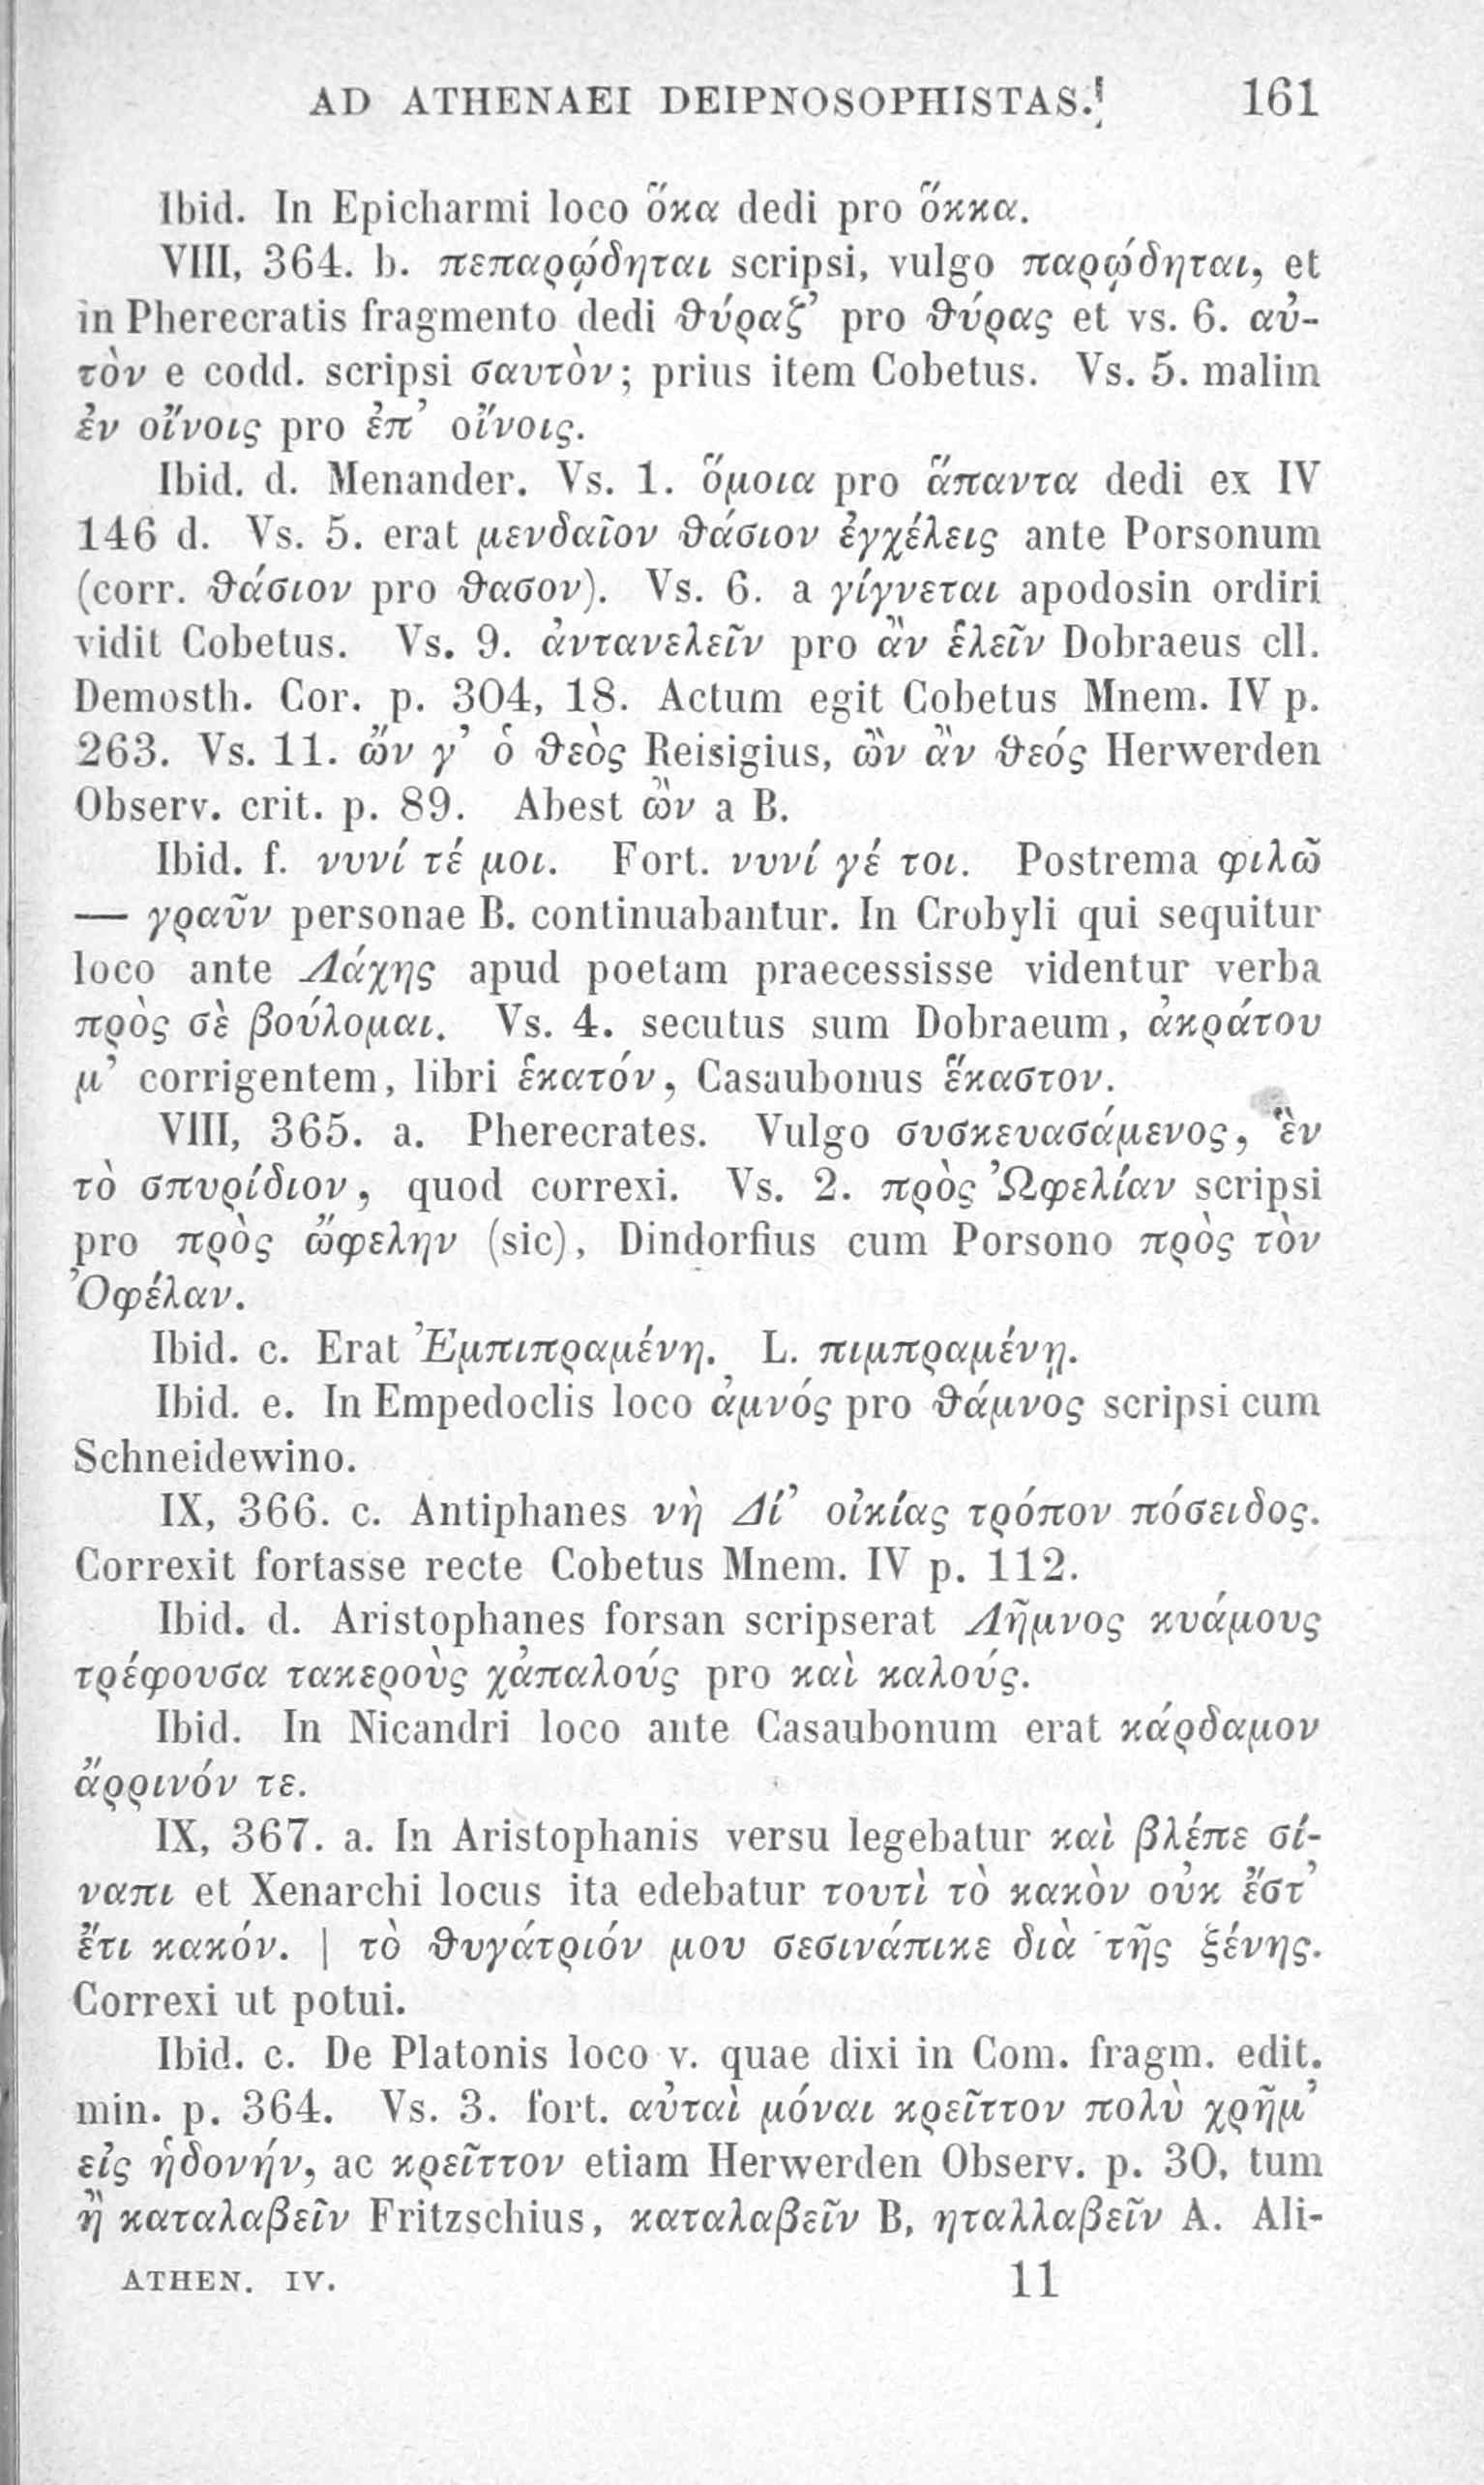 AD ATHENAEI DEIPNOSOPHISTAS. 161
Ibid. In Epicharmi loco ὅκα dedi pro ὅκκα.
VIII, 364. b. πεπαρῴδηται scripsi, vulgo παρῴδηται, et
in Pherecratis fragmento dedi θύραζ’ pro θύρας et vs. 6. αὐ-
τὸν e codd. scripsi σαυτὸν; prius item Cobetus. Vs. 5. malim
ἐν οἴνοις pro ἐπ’ οἴνοις.
Ibid. d. Menander. Vs. 1. ὅμοια pro ἅπαντα dedi ex IV
146 d. Vs. 5. erat μενδαῖον θάσιον ἐγχέλεις ante Porsonum
(corr. θάσιον pro θασον). Vs. 6. a γίγνεται apodosin ordiri
vidit Cobetus. Vs. 9. ἀντανελεῖν pro ἂν ἑλεῖν Dobraeus cll.
Demosth. Cor. p. 304, 18. Actum egit Cobetus Mnem. IV p.
263. Vs. 11. ὤν γ’ ὁ θεὸς Reisigius, ὢν ἂν θεός Herwerden
Observ. crit. p. 89. Abest ὢν a B.
Ibid. f. νυνί τέ μοι. Fort. νυνί γέ τοι. Postrema φιλῶ
— γραῦν personae B. continuabantur. In Crobyli qui sequitur
loco ante Λάχης apud poetam praecessisse videntur verba
πρὸς σὲ βούλομαι. Vs. 4. secutus sum Dobraeum, ἀκράτου
μ’ corrigentem, libri ἑκατόν, Casaubonus ἕκαστον.
VIII, 365. a. Pherecrates. Vulgo συσκευασάμενος, ἓν
τὸ σπυρίδιον, quod correxi. Vs. 2. πρὸς Ὠφελίαν scripsi
pro πρὸς ὤφελην (sic), Dindorfius cum Porsono πρὸς τὸν
Ὀφέλαν.
Ibid. c. Erat Ἐμπιπραμένη. L. πιμπραμένῃ.
Ibid. e. In Empedoclis loco ἀμνός pro θάμνος scripsi cum
Schneidewino.
IX, 366. c. Antiphanes νὴ Δί’ οἰκίας τρόπον πόσειδος.
Correxit fortasse recte Cobetus Mnem. IV p. 112.
Ibid. d. Aristophanes forsan scripserat Λῆμνος κυάμους
τρέφουσα τακεροὺς χἀπαλούς pro καὶ καλούς.
Ibid. In Nicandri loco ante Casaubonum erat κάρδαμον
ἄρρινόν τε.
IX, 367. a. In Aristophanis versu legebatur καὶ βλέπε σί-
ναπι et Xenarchi locus ita edebatur τουτὶ τὸ κακὸν οὐκ ἔστ’
ἔτι κακόν. | τὸ θυγάτριόν μου σεσινάπικε διὰ τῆς ξένης.
Correxi ut potui.
Ibid. c. De Platonis loco v. quae dixi in Com. fragm. edit.
min. p. 364. Vs. 3. fort. αὐταὶ μόναι κρεῖττον πολὺ χρῆμ’
εἰς ἡδονήν, ac κρεῖττον etiam Herwerden Observ. p. 30, tum
ἢ καταλαβεῖν Fritzschius, καταλαβεῖν B, ηταλλαβεῖν A. Ali-
ATHEN. IV. 11